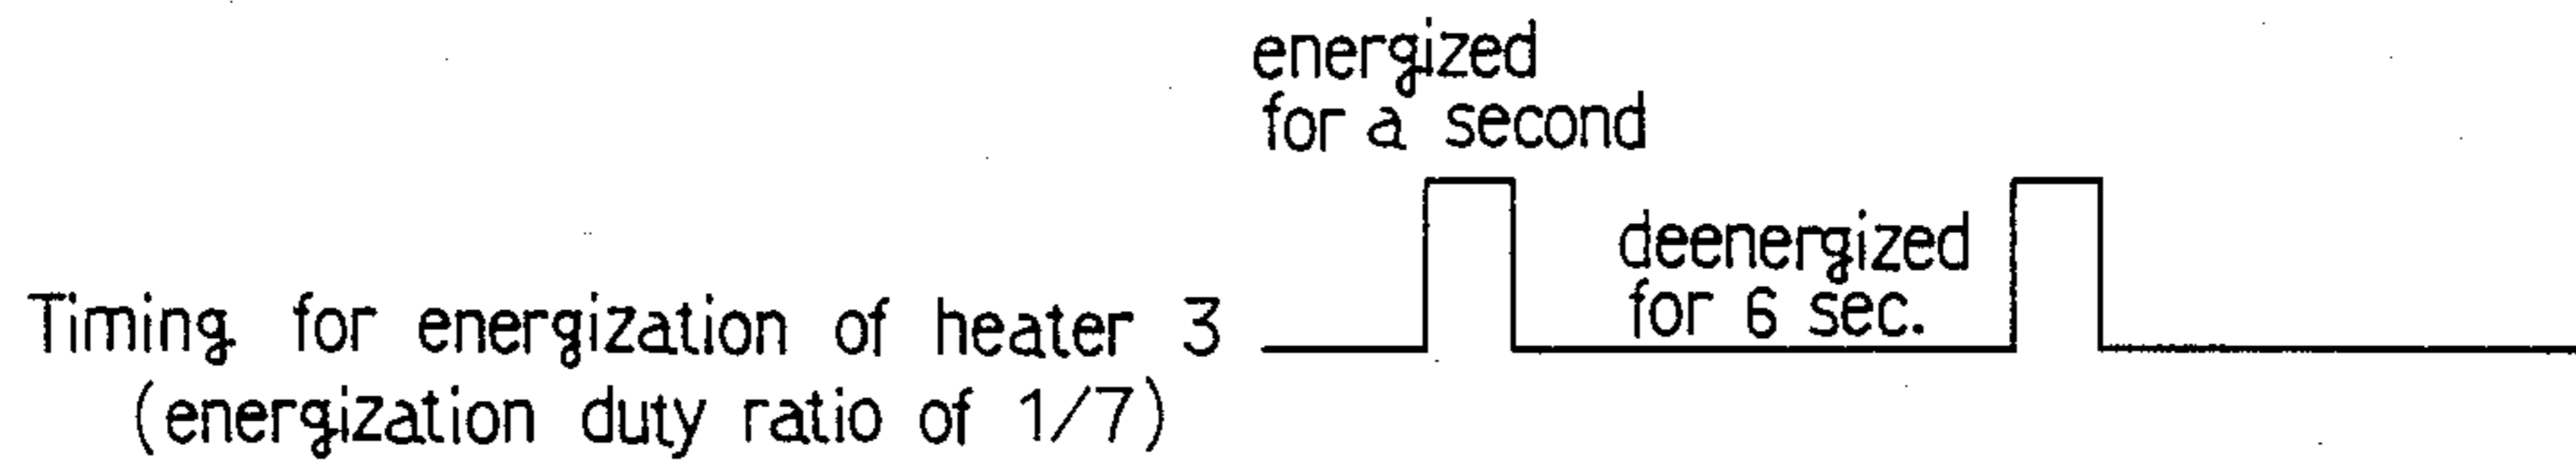 energized
for a second
deenergized
for 6 sec.
Timing for energization of heater 3
(energization duty ratio of 1/7)